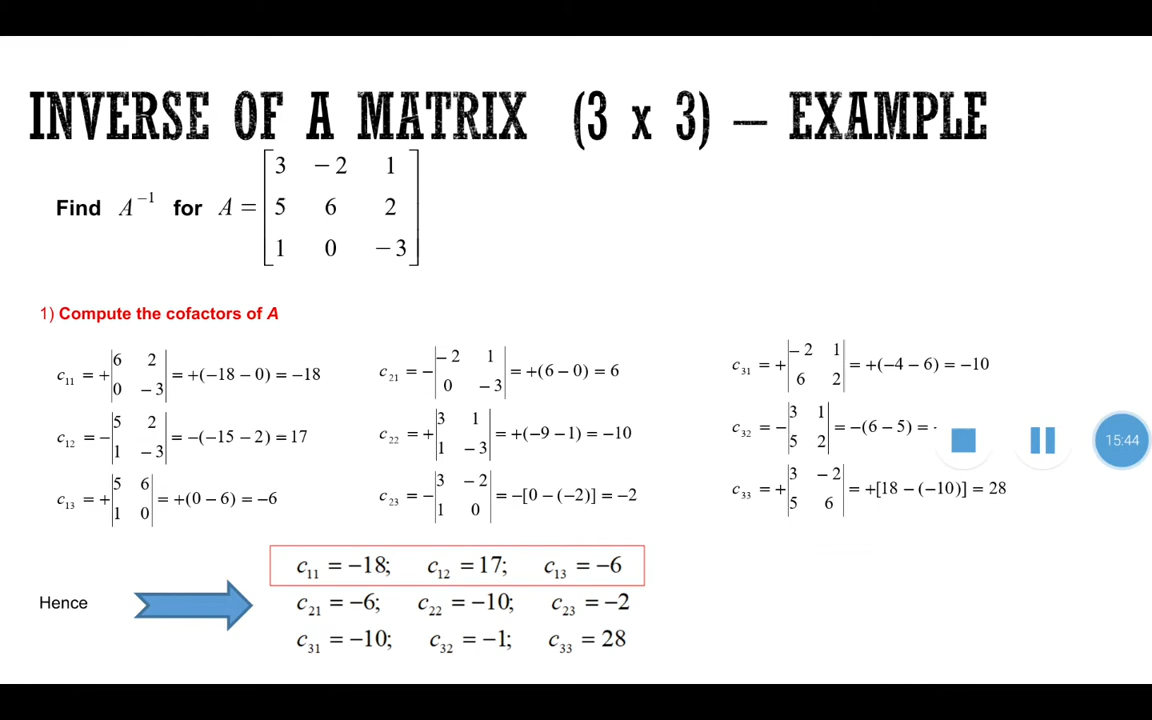 INVERSE OF A MATRIX (3 x 3) – EXAMPLE
Find A⁻¹ for A = [ 3 −2 1
5 6 2
1 0 −3 ]
1) Compute the cofactors of A
c₁₁ = +|6 2; 0 −3| = +(−18 − 0) = −18
c₁₂ = −|5 2; 1 −3| = −(−15 − 2) = 17
c₁₃ = +|5 6; 1 0| = +(0 − 6) = −6
c₂₁ = −|−2 1; 0 −3| = +(6 − 0) = 6
c₂₂ = +|3 1; 1 −3| = +(−9 − 1) = −10
c₂₃ = −|3 −2; 1 0| = −[0 − (−2)] = −2
c₃₁ = +|−2 1; 6 2| = +(−4 − 6) = −10
c₃₂ = −|3 1; 5 2| = −(6 − 5) = -
c₃₃ = +|3 −2; 5 6| = +[18 − (−10)] = 28
15:44
Hence
c₁₁ = −18; c₁₂ = 17; c₁₃ = −6
c₂₁ = −6; c₂₂ = −10; c₂₃ = −2
c₃₁ = −10; c₃₂ = −1; c₃₃ = 28